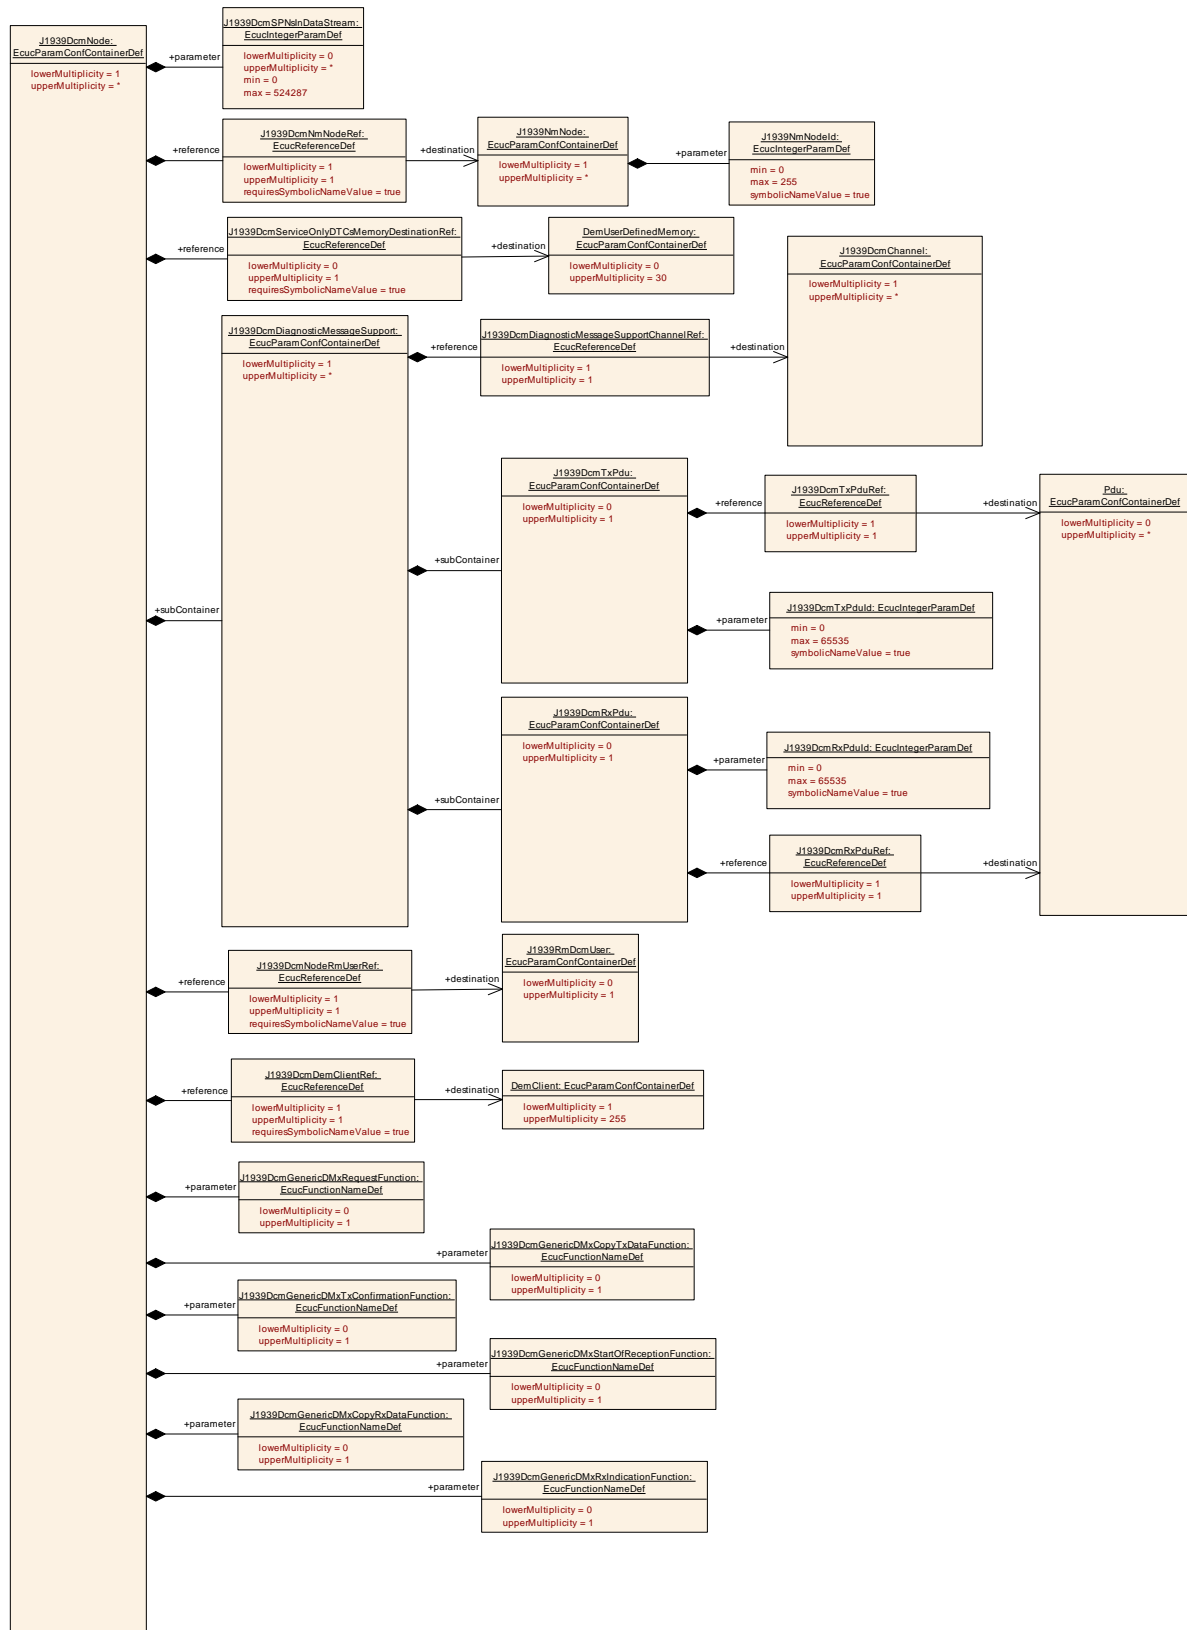 J1939DcmNode:
EcucParamConfContainerDef
lowerMultiplicity = 1
upperMultiplicity = *
+parameter
J1939DcmSPNsInDataStream:
EcucIntegerParamDef
lowerMultiplicity = 0
upperMultiplicity = *
min = 0
max = 524287
+reference
J1939DcmNmNodeRef:
EcucReferenceDef
lowerMultiplicity = 1
upperMultiplicity = 1
requiresSymbolicNameValue = true
+destination
J1939NmNode:
EcucParamConfContainerDef
lowerMultiplicity = 1
upperMultiplicity = *
+parameter
J1939NmNodeId:
EcucIntegerParamDef
min = 0
max = 255
symbolicNameValue = true
+reference
J1939DcmServiceOnlyDTCsMemoryDestinationRef:
EcucReferenceDef
lowerMultiplicity = 0
upperMultiplicity = 1
requiresSymbolicNameValue = true
+destination
DemUserDefinedMemory:
EcucParamConfContainerDef
lowerMultiplicity = 0
upperMultiplicity = 30
J1939DcmChannel:
EcucParamConfContainerDef
lowerMultiplicity = 1
upperMultiplicity = *
+subContainer
J1939DcmDiagnosticMessageSupport:
EcucParamConfContainerDef
lowerMultiplicity = 1
upperMultiplicity = *
+reference
J1939DcmDiagnosticMessageSupportChannelRef:
EcucReferenceDef
lowerMultiplicity = 1
upperMultiplicity = 1
+destination
+subContainer
J1939DcmTxPdu:
EcucParamConfContainerDef
lowerMultiplicity = 0
upperMultiplicity = 1
+reference
J1939DcmTxPduRef:
EcucReferenceDef
lowerMultiplicity = 1
upperMultiplicity = 1
+destination
Pdu:
EcucParamConfContainerDef
lowerMultiplicity = 0
upperMultiplicity = *
+parameter
J1939DcmTxPduId: EcucIntegerParamDef
min = 0
max = 65535
symbolicNameValue = true
+subContainer
J1939DcmRxPdu:
EcucParamConfContainerDef
lowerMultiplicity = 0
upperMultiplicity = 1
+parameter
J1939DcmRxPduId: EcucIntegerParamDef
min = 0
max = 65535
symbolicNameValue = true
+reference
J1939DcmRxPduRef:
EcucReferenceDef
lowerMultiplicity = 1
upperMultiplicity = 1
+destination
+reference
J1939DcmNodeRmUserRef:
EcucReferenceDef
lowerMultiplicity = 1
upperMultiplicity = 1
requiresSymbolicNameValue = true
+destination
J1939RmDcmUser:
EcucParamConfContainerDef
lowerMultiplicity = 0
upperMultiplicity = 1
+reference
J1939DcmDemClientRef:
EcucReferenceDef
lowerMultiplicity = 1
upperMultiplicity = 1
requiresSymbolicNameValue = true
+destination
DemClient: EcucParamConfContainerDef
lowerMultiplicity = 1
upperMultiplicity = 255
+parameter
J1939DcmGenericDMxRequestFunction:
EcucFunctionNameDef
lowerMultiplicity = 0
upperMultiplicity = 1
+parameter
J1939DcmGenericDMxCopyTxDataFunction:
EcucFunctionNameDef
lowerMultiplicity = 0
upperMultiplicity = 1
+parameter
J1939DcmGenericDMxTxConfirmationFunction:
EcucFunctionNameDef
lowerMultiplicity = 0
upperMultiplicity = 1
+parameter
J1939DcmGenericDMxStartOfReceptionFunction:
EcucFunctionNameDef
lowerMultiplicity = 0
upperMultiplicity = 1
+parameter
J1939DcmGenericDMxCopyRxDataFunction:
EcucFunctionNameDef
lowerMultiplicity = 0
upperMultiplicity = 1
+parameter
J1939DcmGenericDMxRxIndicationFunction:
EcucFunctionNameDef
lowerMultiplicity = 0
upperMultiplicity = 1